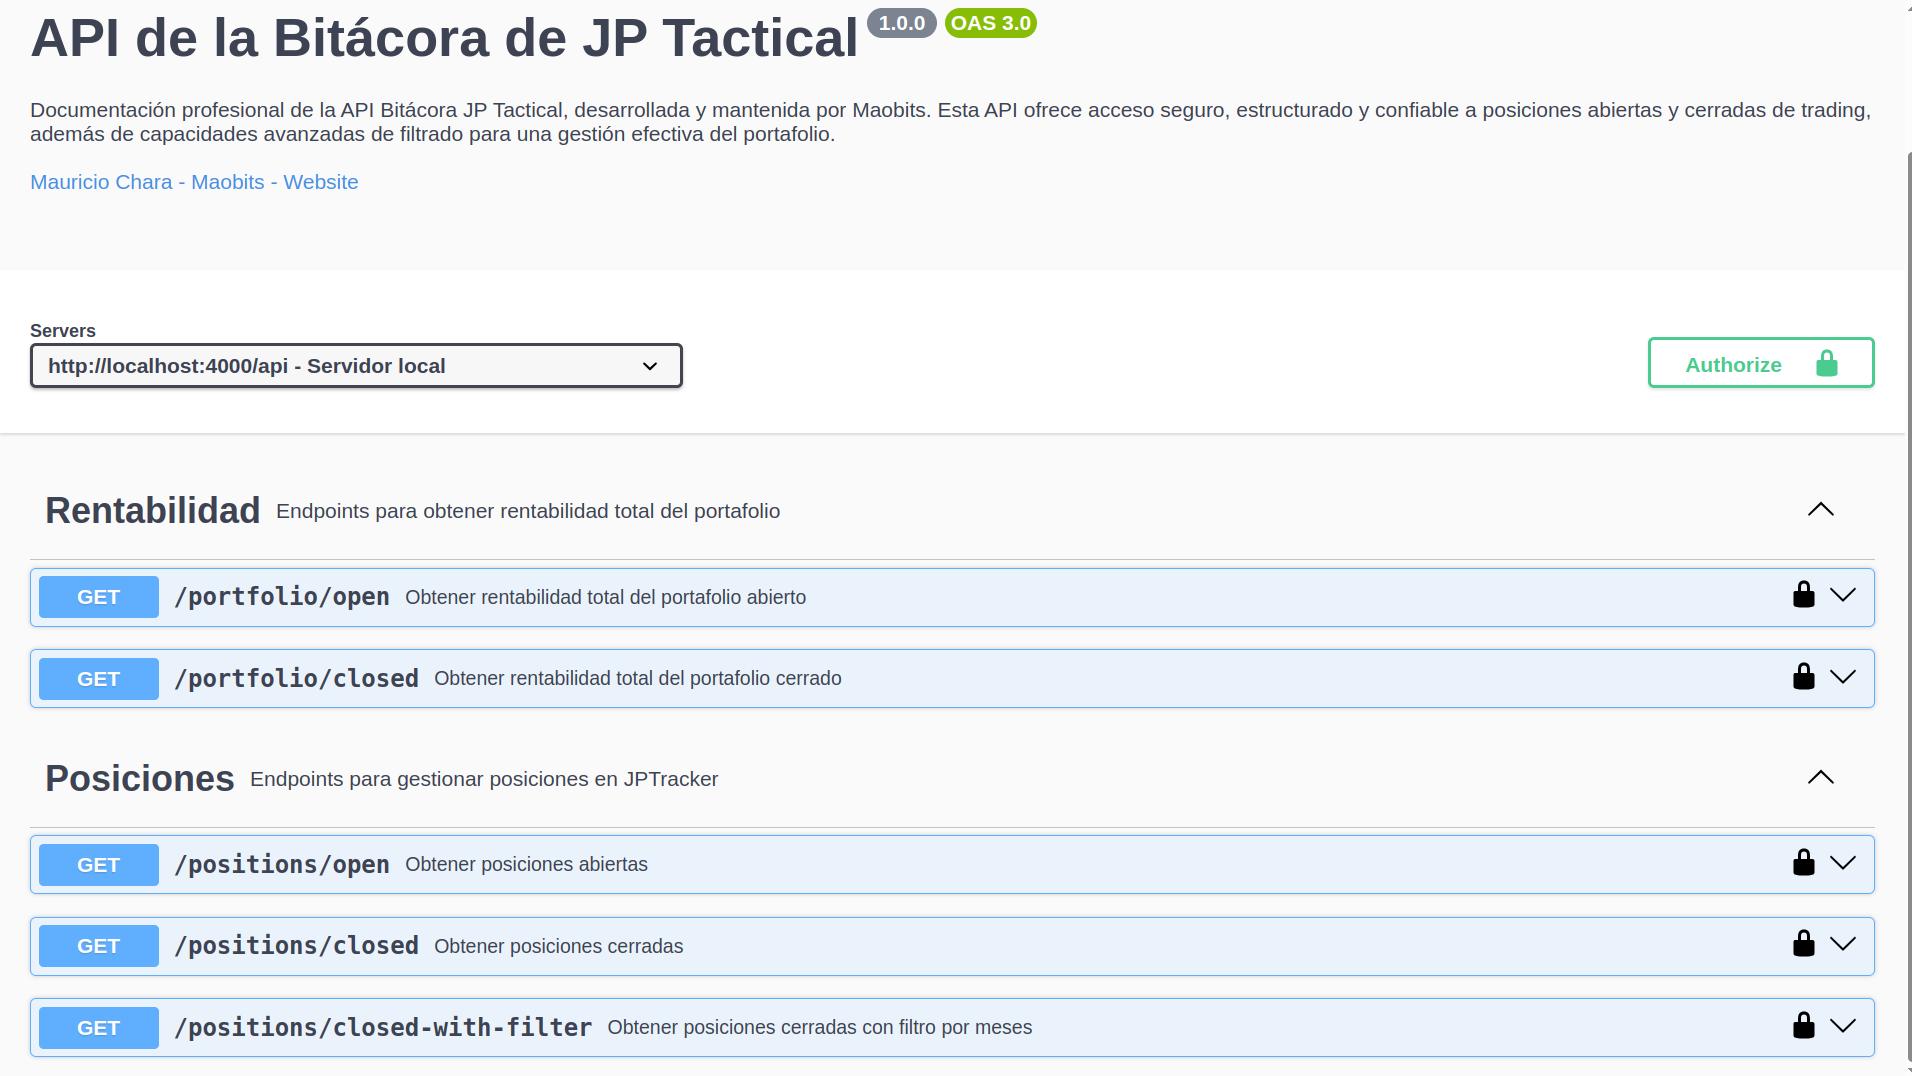 API de la Bitácora de JP Tactical 1.0.0 OAS 3.0
Documentación profesional de la API Bitácora JP Tactical, desarrollada y mantenida por Maobits. Esta API ofrece acceso seguro, estructurado y confiable a posiciones abiertas y cerradas de trading,
además de capacidades avanzadas de filtrado para una gestión efectiva del portafolio.
Mauricio Chara - Maobits - Website
Servers
http://localhost:4000/api - Servidor local
Authorize
Rentabilidad Endpoints para obtener rentabilidad total del portafolio
GET /portfolio/open Obtener rentabilidad total del portafolio abierto
GET /portfolio/closed Obtener rentabilidad total del portafolio cerrado
Posiciones Endpoints para gestionar posiciones en JPTracker
GET /positions/open Obtener posiciones abiertas
GET /positions/closed Obtener posiciones cerradas
GET /positions/closed-with-filter Obtener posiciones cerradas con filtro por meses